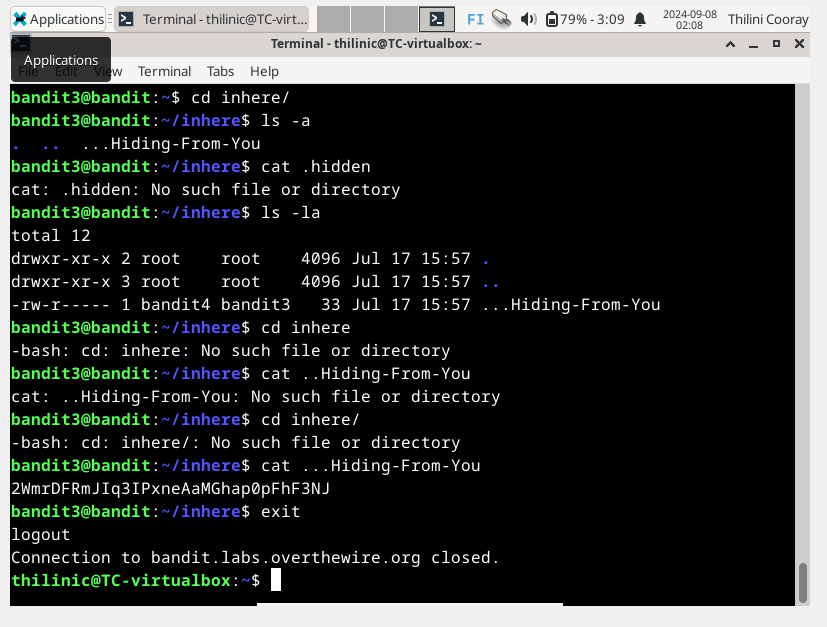 Applications
Terminal - thilinic@TC-virt...
FI
79% - 3:09
2024-09-08
02:08
Thilini Cooray
Terminal - thilinic@TC-virtualbox: ~
Applications
File Edit View Terminal Tabs Help
bandit3@bandit:~$ cd inhere/
bandit3@bandit:~/inhere$ ls -a
. .. ...Hiding-From-You
bandit3@bandit:~/inhere$ cat .hidden
cat: .hidden: No such file or directory
bandit3@bandit:~/inhere$ ls -la
total 12
drwxr-xr-x 2 root    root    4096 Jul 17 15:57 .
drwxr-xr-x 3 root    root    4096 Jul 17 15:57 ..
-rw-r----- 1 bandit4 bandit3   33 Jul 17 15:57 ...Hiding-From-You
bandit3@bandit:~/inhere$ cd inhere
-bash: cd: inhere: No such file or directory
bandit3@bandit:~/inhere$ cat ..Hiding-From-You
cat: ..Hiding-From-You: No such file or directory
bandit3@bandit:~/inhere$ cd inhere/
-bash: cd: inhere/: No such file or directory
bandit3@bandit:~/inhere$ cat ...Hiding-From-You
2WmrDFRmJIq3IPxneAaMGhap0pFhF3NJ
bandit3@bandit:~/inhere$ exit
logout
Connection to bandit.labs.overthewire.org closed.
thilinic@TC-virtualbox:~$